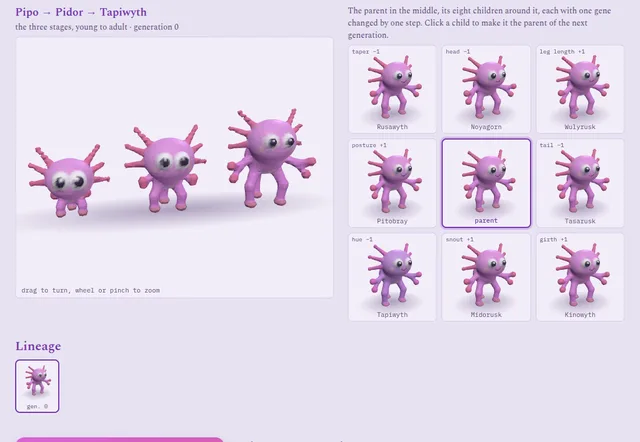 Pipo → Pidor → Tapiwyth
the three stages, young to adult · generation 0
drag to turn, wheel or pinch to zoom
The parent in the middle, its eight children around it, each with one gene
changed by one step. Click a child to make it the parent of the next
generation.
taper -1
head -1
leg length +1
Rusawyth
Noyagorn
Wulyrusk
posture +1
tail -1
Pitobray
parent
Tasarusk
hue -1
snout +1
girth +1
Tapiwyth
Midorusk
Kinowyth
Lineage
gen. 0